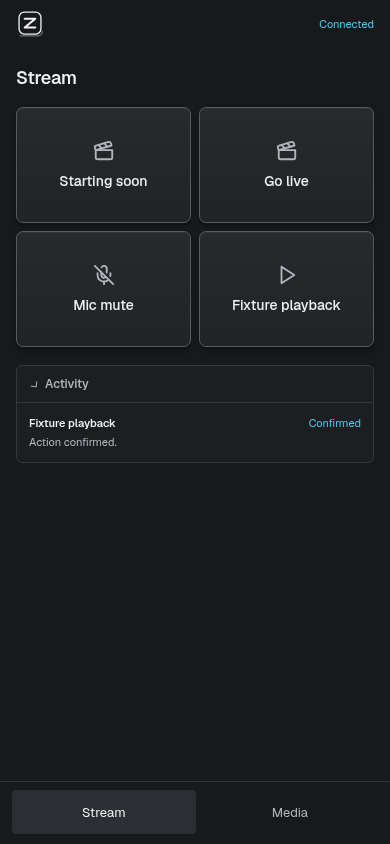 Z
Connected
Stream
Starting soon
Go live
Mic mute
Fixture playback
Activity
Fixture playback
Confirmed
Action confirmed.
Stream
Media